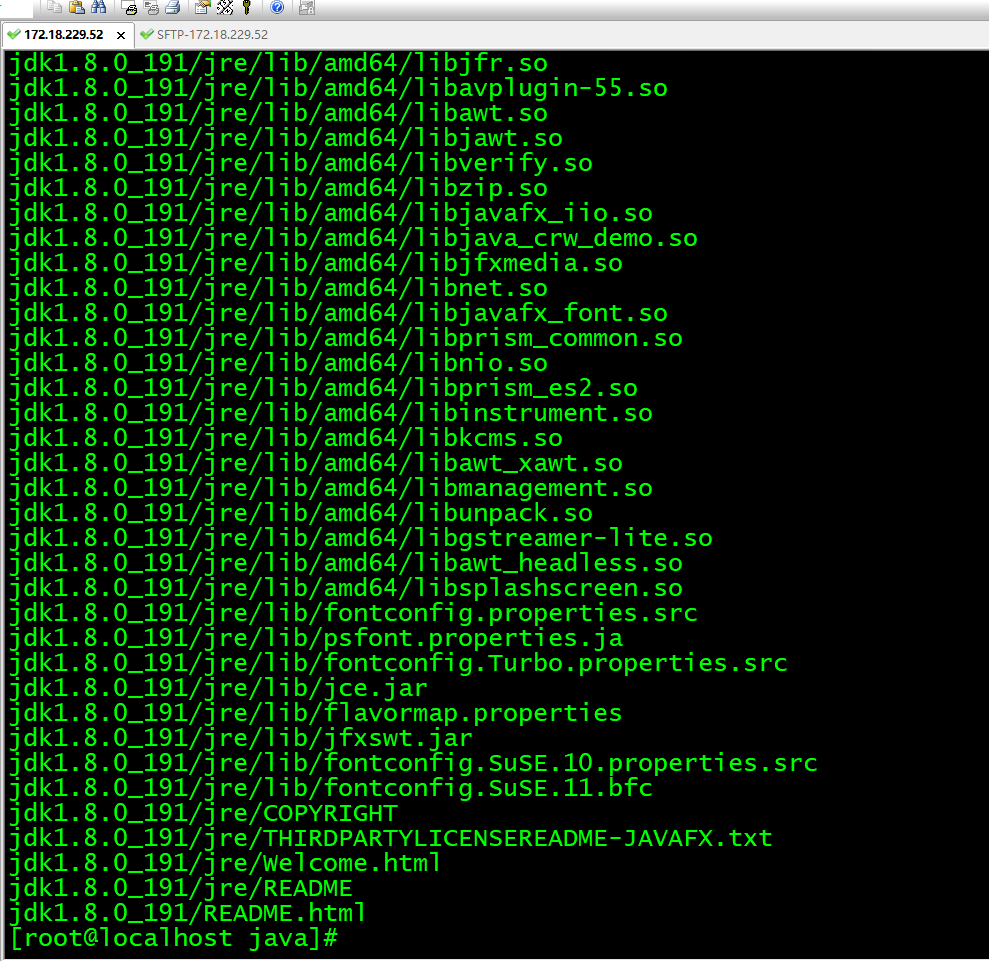 172.18.229.52 SFTP-172.18.229.52
jdk1.8.0_191/jre/lib/amd64/libjfr.so
jdk1.8.0_191/jre/lib/amd64/libavplugin-55.so
jdk1.8.0_191/jre/lib/amd64/libawt.so
jdk1.8.0_191/jre/lib/amd64/libjawt.so
jdk1.8.0_191/jre/lib/amd64/libverify.so
jdk1.8.0_191/jre/lib/amd64/libzip.so
jdk1.8.0_191/jre/lib/amd64/libjavafx_iio.so
jdk1.8.0_191/jre/lib/amd64/libjava_crw_demo.so
jdk1.8.0_191/jre/lib/amd64/libjfxmedia.so
jdk1.8.0_191/jre/lib/amd64/libnet.so
jdk1.8.0_191/jre/lib/amd64/libjavafx_font.so
jdk1.8.0_191/jre/lib/amd64/libprism_common.so
jdk1.8.0_191/jre/lib/amd64/libnio.so
jdk1.8.0_191/jre/lib/amd64/libprism_es2.so
jdk1.8.0_191/jre/lib/amd64/libinstrument.so
jdk1.8.0_191/jre/lib/amd64/libkcms.so
jdk1.8.0_191/jre/lib/amd64/libawt_xawt.so
jdk1.8.0_191/jre/lib/amd64/libmanagement.so
jdk1.8.0_191/jre/lib/amd64/libunpack.so
jdk1.8.0_191/jre/lib/amd64/libgstreamer-lite.so
jdk1.8.0_191/jre/lib/amd64/libawt_headless.so
jdk1.8.0_191/jre/lib/amd64/libsplashscreen.so
jdk1.8.0_191/jre/lib/fontconfig.properties.src
jdk1.8.0_191/jre/lib/psfont.properties.ja
jdk1.8.0_191/jre/lib/fontconfig.Turbo.properties.src
jdk1.8.0_191/jre/lib/jce.jar
jdk1.8.0_191/jre/lib/flavormap.properties
jdk1.8.0_191/jre/lib/jfxswt.jar
jdk1.8.0_191/jre/lib/fontconfig.SuSE.10.properties.src
jdk1.8.0_191/jre/lib/fontconfig.SuSE.11.bfc
jdk1.8.0_191/jre/COPYRIGHT
jdk1.8.0_191/jre/THIRDPARTYLICENSEREADME-JAVAFX.txt
jdk1.8.0_191/jre/Welcome.html
jdk1.8.0_191/jre/README
jdk1.8.0_191/README.html
[root@localhost java]#